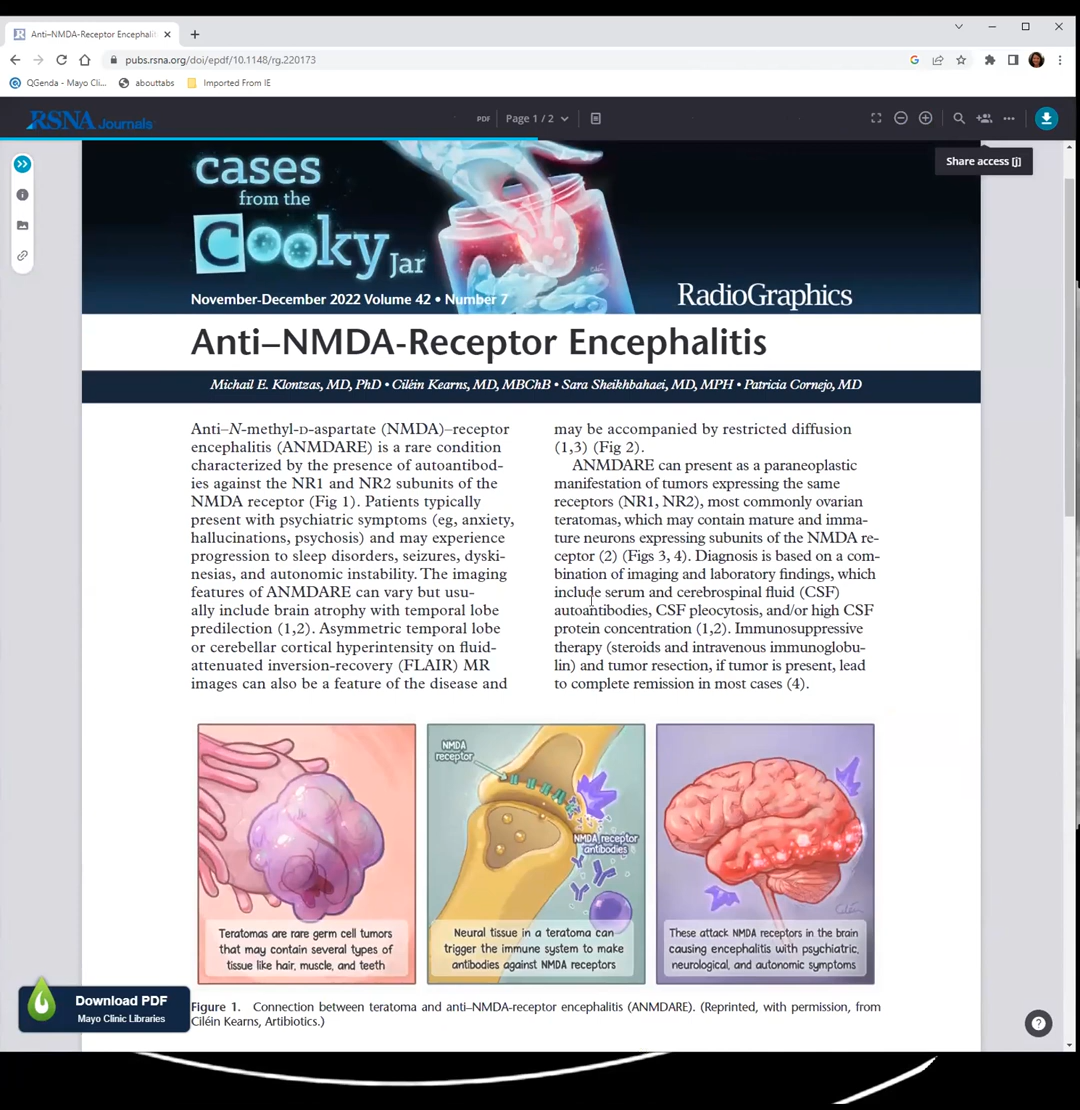 Anti–NMDA-Receptor Encephaliti
pubs.rsna.org/doi/epdf/10.1148/rg.220173
QGenda - Mayo Cli...
abouttabs
Imported From IE
RSNA Journals
PDF
Page 1 / 2
Share access [j]
cases
from the
Cooky
Jar
November-December 2022 Volume 42 • Number 7
RadioGraphics
Anti–NMDA-Receptor Encephalitis
Michail E. Klontzas, MD, PhD • Ciléin Kearns, MD, MBChB • Sara Sheikhbahaei, MD, MPH • Patricia Cornejo, MD
Anti–N-methyl-D-aspartate (NMDA)–receptor
encephalitis (ANMDARE) is a rare condition
characterized by the presence of autoantibod-
ies against the NR1 and NR2 subunits of the
NMDA receptor (Fig 1). Patients typically
present with psychiatric symptoms (eg, anxiety,
hallucinations, psychosis) and may experience
progression to sleep disorders, seizures, dyski-
nesias, and autonomic instability. The imaging
features of ANMDARE can vary but usu-
ally include brain atrophy with temporal lobe
predilection (1,2). Asymmetric temporal lobe
or cerebellar cortical hyperintensity on fluid-
attenuated inversion-recovery (FLAIR) MR
images can also be a feature of the disease and
may be accompanied by restricted diffusion
(1,3) (Fig 2).
ANMDARE can present as a paraneoplastic
manifestation of tumors expressing the same
receptors (NR1, NR2), most commonly ovarian
teratomas, which may contain mature and imma-
ture neurons expressing subunits of the NMDA re-
ceptor (2) (Figs 3, 4). Diagnosis is based on a com-
bination of imaging and laboratory findings, which
include serum and cerebrospinal fluid (CSF)
autoantibodies, CSF pleocytosis, and/or high CSF
protein concentration (1,2). Immunosuppressive
therapy (steroids and intravenous immunoglobu-
lin) and tumor resection, if tumor is present, lead
to complete remission in most cases (4).
Teratomas are rare germ cell tumors
that may contain several types of
tissue like hair, muscle, and teeth
NMDA
receptor
NMDA receptor
antibodies
Neural tissue in a teratoma can
trigger the immune system to make
antibodies against NMDA receptors
These attack NMDA receptors in the brain
causing encephalitis with psychiatric,
neurological, and autonomic symptoms
Download PDF
Mayo Clinic Libraries
Figure 1. Connection between teratoma and anti–NMDA-receptor encephalitis (ANMDARE). (Reprinted, with permission, from
Ciléin Kearns, Artibiotics.)